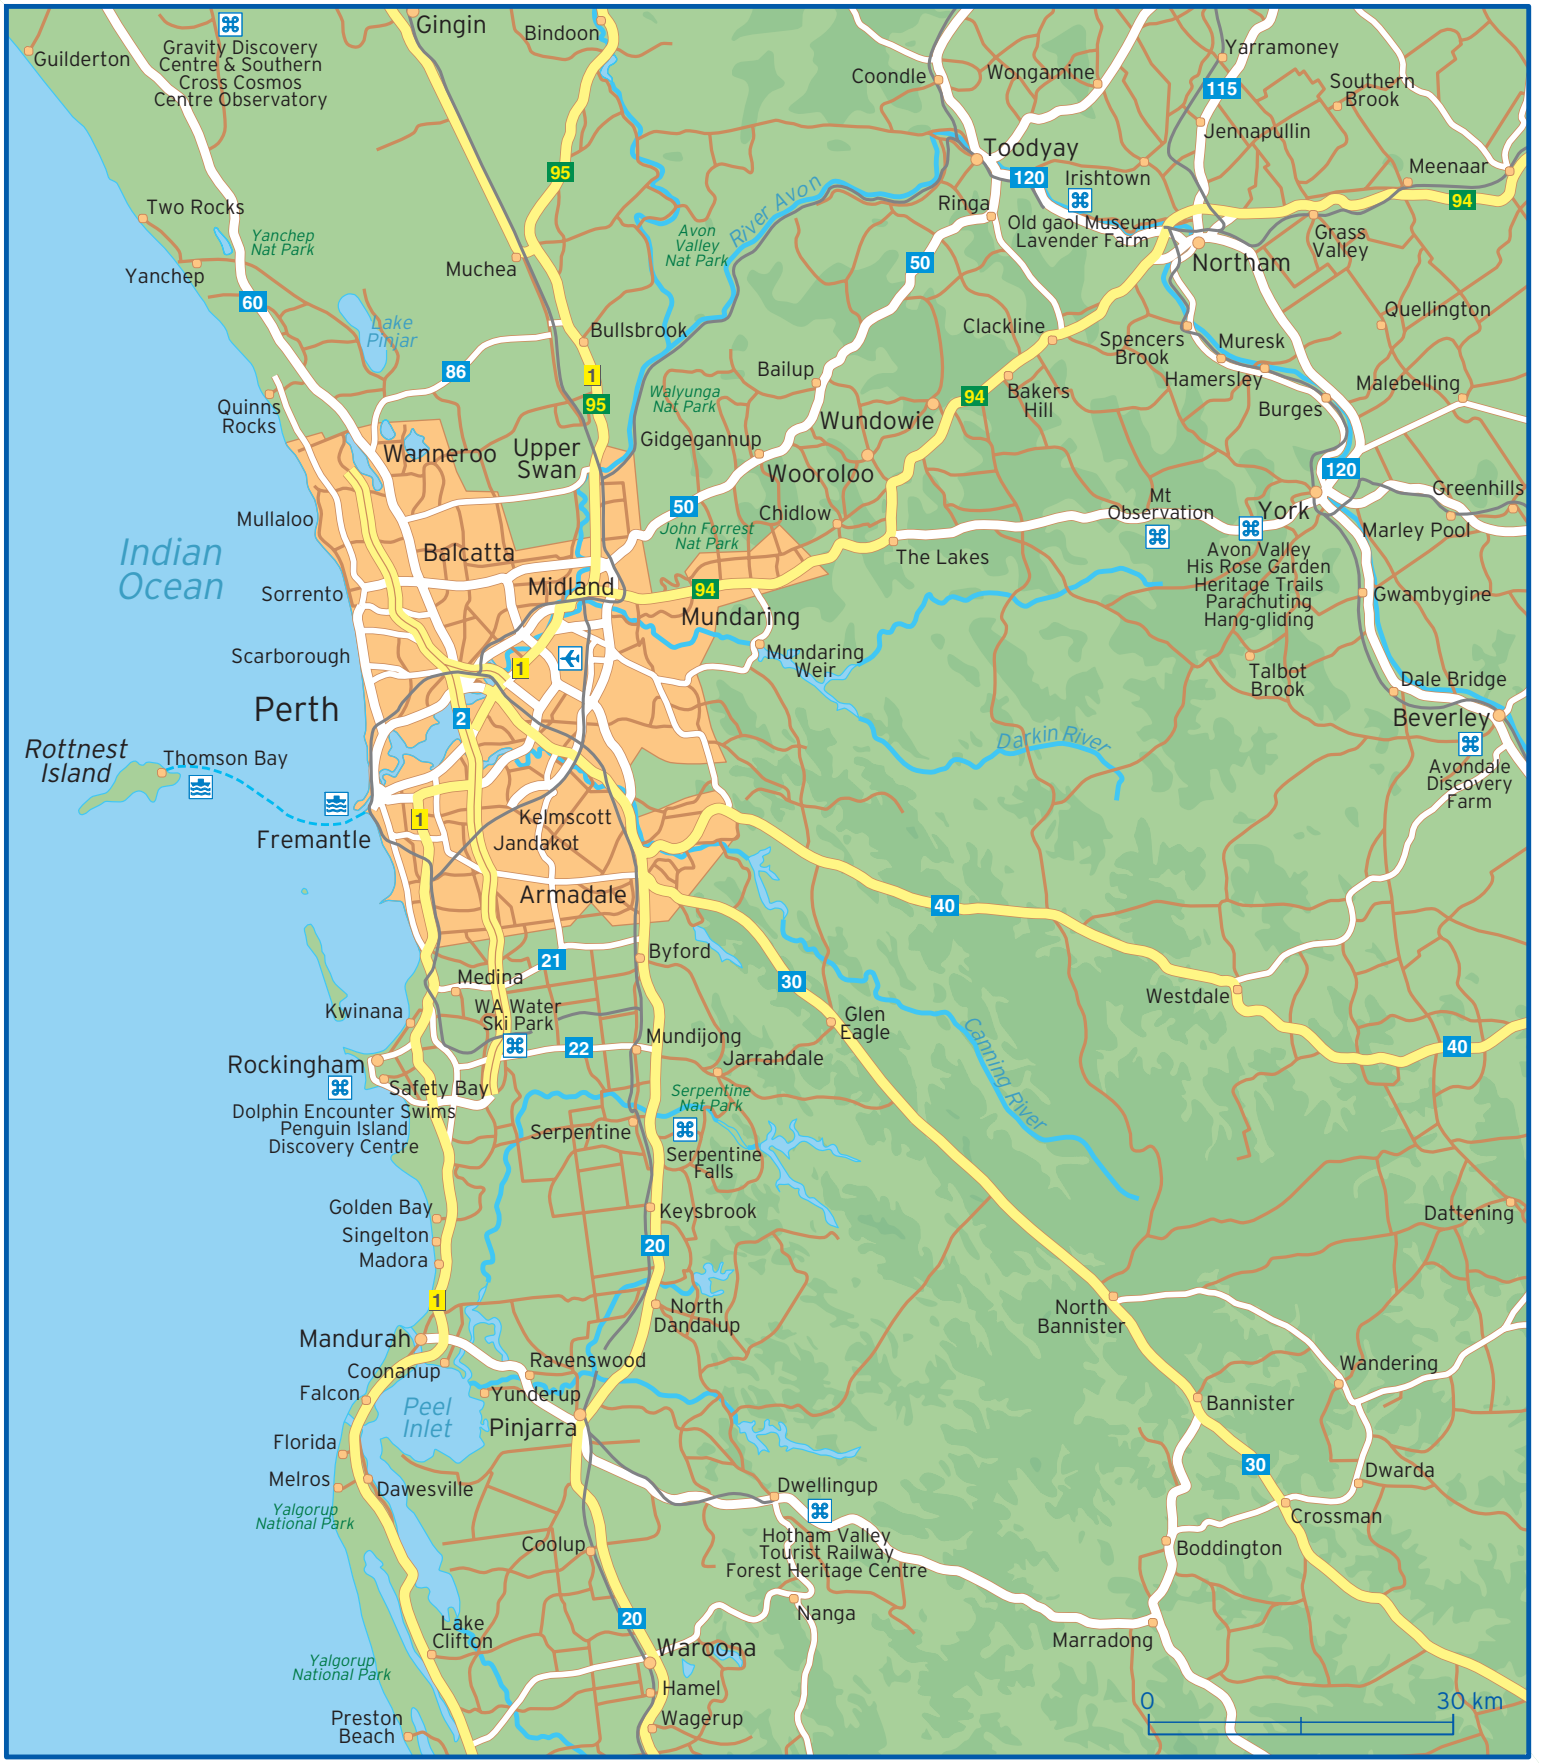 Gingin
Bindoon
Guilderton
Gravity Discovery
Centre & Southern
Cross Cosmos
Centre Observatory
Coondle
Wongamine
Yarramoney
115
Southern
Brook
Jennapullin
Toodyay
95
120
Irishtown
Meenaar
94
Two Rocks
Yanchep
Nat Park
Avon
Valley
Nat Park
River Avon
Ringa
Old gaol Museum
Lavender Farm
Grass
Valley
Northam
Yanchep
Muchea
50
60
Lake
Pinjar
Bullsbrook
Clackline
Spencers
Brook
Muresk
Quellington
86
1
95
Walyunga
Nat Park
Bailup
94
Bakers
Hill
Hamersley
Malebelling
Burges
Quinns
Rocks
Wundowie
Wanneroo
Upper
Swan
Gidgegannup
Wooroloo
120
Mullaloo
50
Chidlow
Mt
Observation
York
Greenhills
Marley Pool
John Forrest
Nat Park
Indian
Ocean
Balcatta
The Lakes
Avon Valley
His Rose Garden
Heritage Trails
Parachuting
Hang-gliding
Sorrento
Midland
94
Mundaring
Gwambygine
Scarborough
1
Mundaring
Weir
Talbot
Brook
Dale Bridge
Perth
2
Beverley
Darkin River
Rottnest
Island
Thomson Bay
Avondale
Discovery
Farm
Fremantle
1
Kelmscott
Jandakot
Armadale
40
21
Byford
30
Medina
Westdale
Kwinana
WA Water
Ski Park
Glen
Eagle
Canning River
Rockingham
22
Mundijong
Jarrahdale
40
Safety Bay
Serpentine
Nat Park
Dolphin Encounter Swims
Penguin Island
Discovery Centre
Serpentine
Serpentine
Falls
Golden Bay
Singelton
Madora
Keysbrook
Dattening
20
1
North
Dandalup
North
Bannister
Mandurah
Coonanup
Ravenswood
Wandering
Falcon
Yunderup
Peel
Inlet
Pinjarra
Bannister
Florida
Melros
Dawesville
30
Dwarda
Yalgorup
National Park
Dwellingup
Crossman
Hotham Valley
Tourist Railway
Forest Heritage Centre
Coolup
Boddington
Lake
Clifton
20
Nanga
Marradong
Waroona
Yalgorup
National Park
Hamel
0 30 km
Preston
Beach
Wagerup